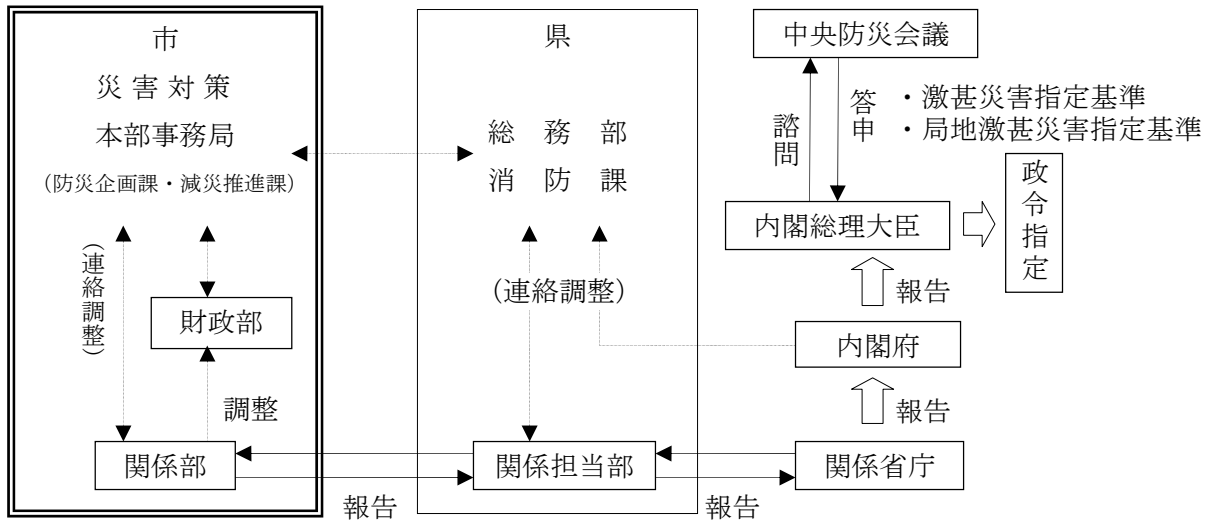 市
災害対策
本部事務局
（防災企画課・減災推進課）
（連絡調整）
財政部
調整
関係部
報告
県
総務部
消防課
（連絡調整）
関係担当部
報告
中央防災会議
諮問
答申
・激甚災害指定基準
・局地激甚災害指定基準
内閣総理大臣
政令指定
報告
内閣府
報告
関係省庁